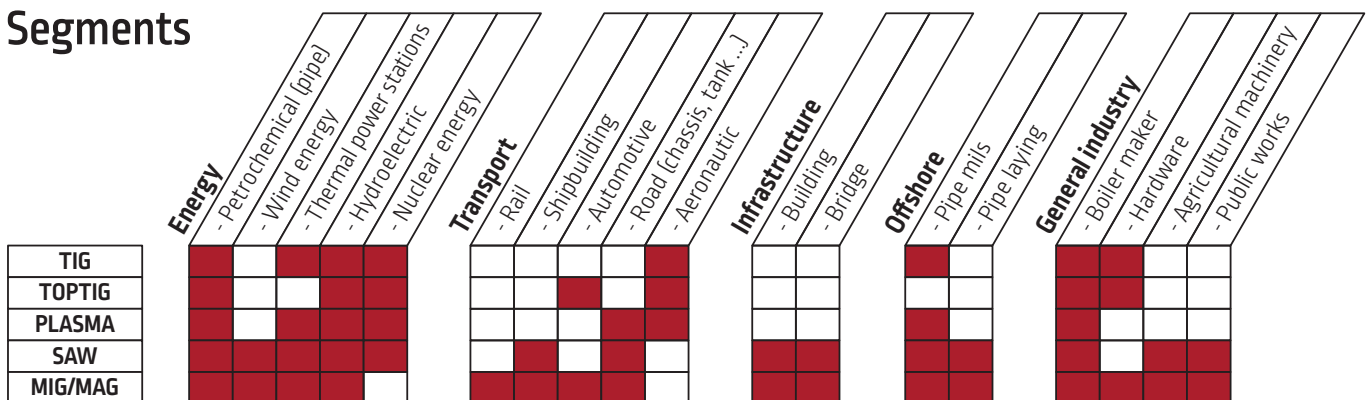 Segments
Energy
- Petrochemical (pipe)
- Wind energy
- Thermal power stations
- Hydroelectric
- Nuclear energy
Transport
- Rail
- Shipbuilding
- Automotive
- Road (chassis, tank ...)
- Aeronautic
Infrastructure
- Building
- Bridge
Offshore
- Pipe mils
- Pipe laying
General industry
- Boiler maker
- Hardware
- Agricultural machinery
- Public works
TIG
TOPTIG
PLASMA
SAW
MIG/MAG